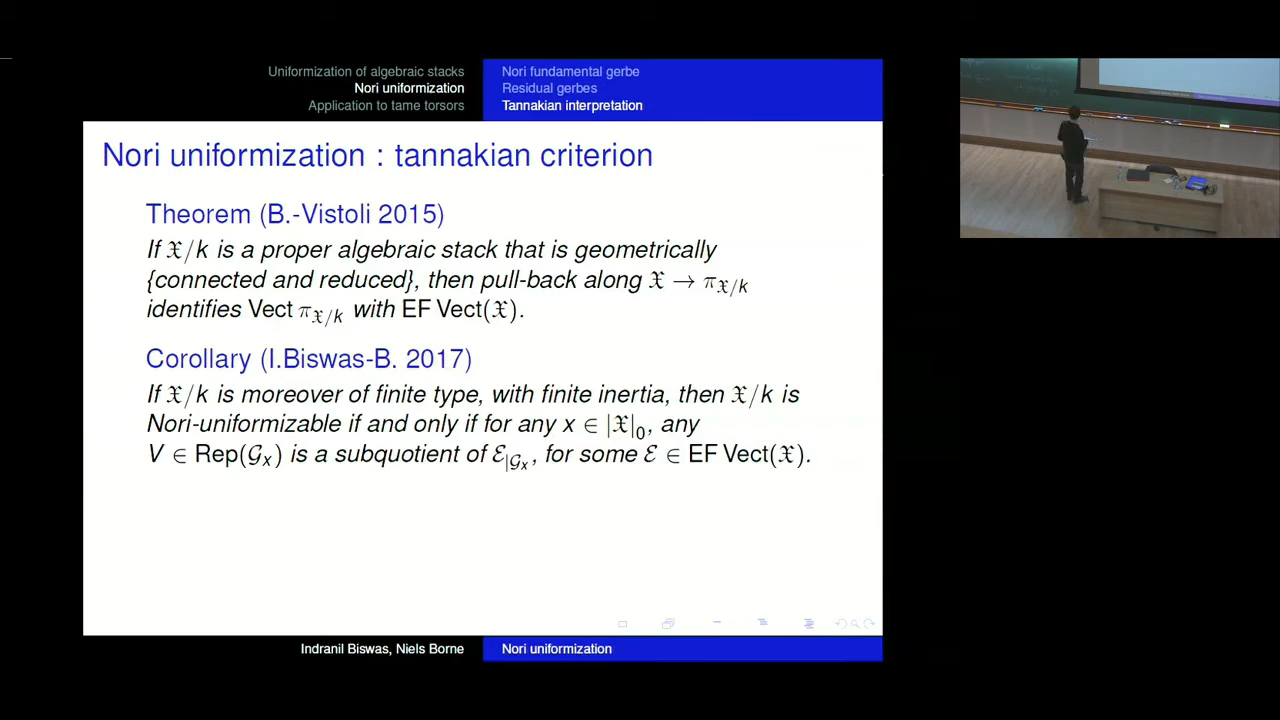 Uniformization of algebraic stacks
Nori uniformization
Application to tame torsors
Nori fundamental gerbe
Residual gerbes
Tannakian interpretation
Nori uniformization : tannakian criterion
Theorem (B.-Vistoli 2015)
If 𝔛/k is a proper algebraic stack that is geometrically
{connected and reduced}, then pull-back along 𝔛 → π_𝔛/k
identifies Vect π_𝔛/k with EF Vect(𝔛).
Corollary (I.Biswas-B. 2017)
If 𝔛/k is moreover of finite type, with finite inertia, then 𝔛/k is
Nori-uniformizable if and only if for any x ∈ |𝔛|₀, any
V ∈ Rep(𝒢ₓ) is a subquotient of ℰ_|𝒢ₓ, for some ℰ ∈ EF Vect(𝔛).
Indranil Biswas, Niels Borne
Nori uniformization